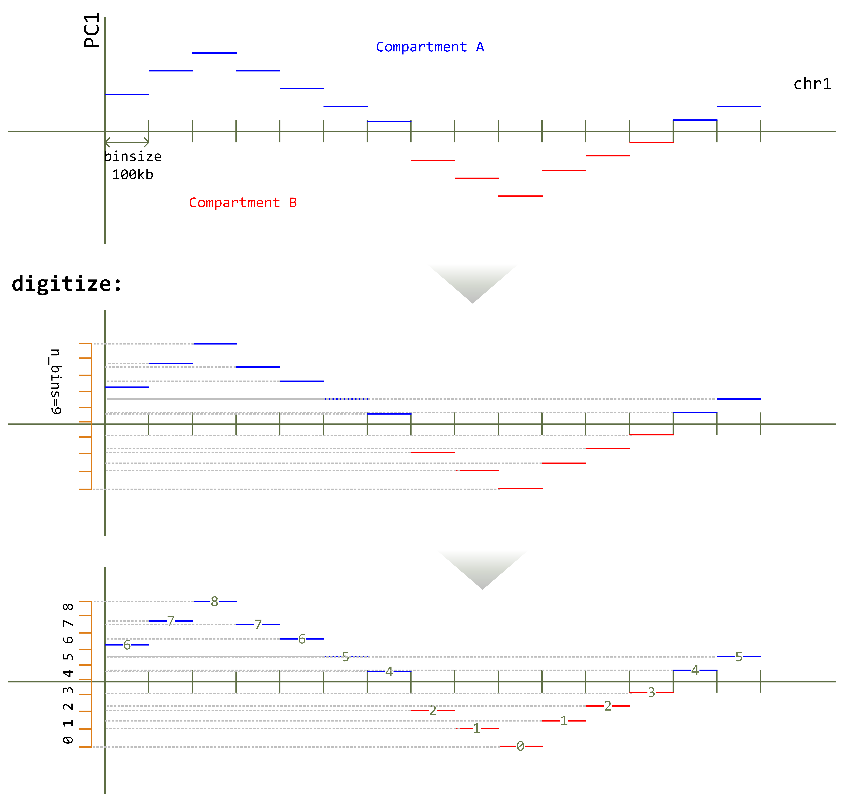 PC1
Compartment A
chr1
binsize
100kb
Compartment B
digitize:
n_bins=9
0 1 2 3 4 5 6 7 8
6
7
8
7
6
5
4
2
1
0
1
2
3
4
5